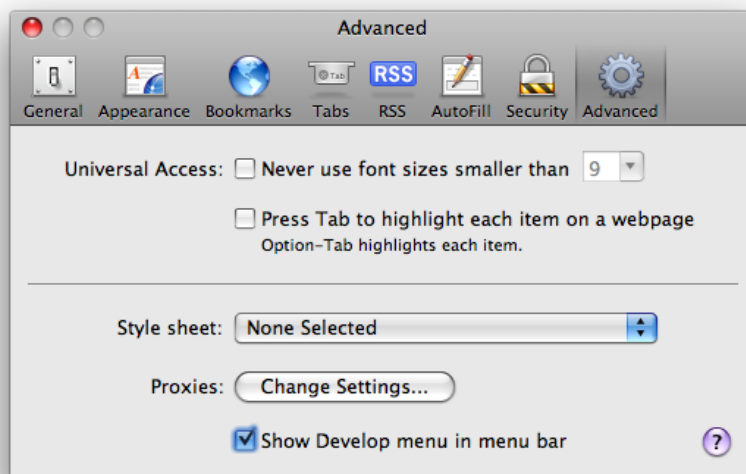 Advanced
General Appearance Bookmarks Tabs RSS AutoFill Security Advanced
@Tab RSS
Universal Access: Never use font sizes smaller than 9
Press Tab to highlight each item on a webpage
Option-Tab highlights each item.
Style sheet: None Selected
Proxies: Change Settings...
Show Develop menu in menu bar
?